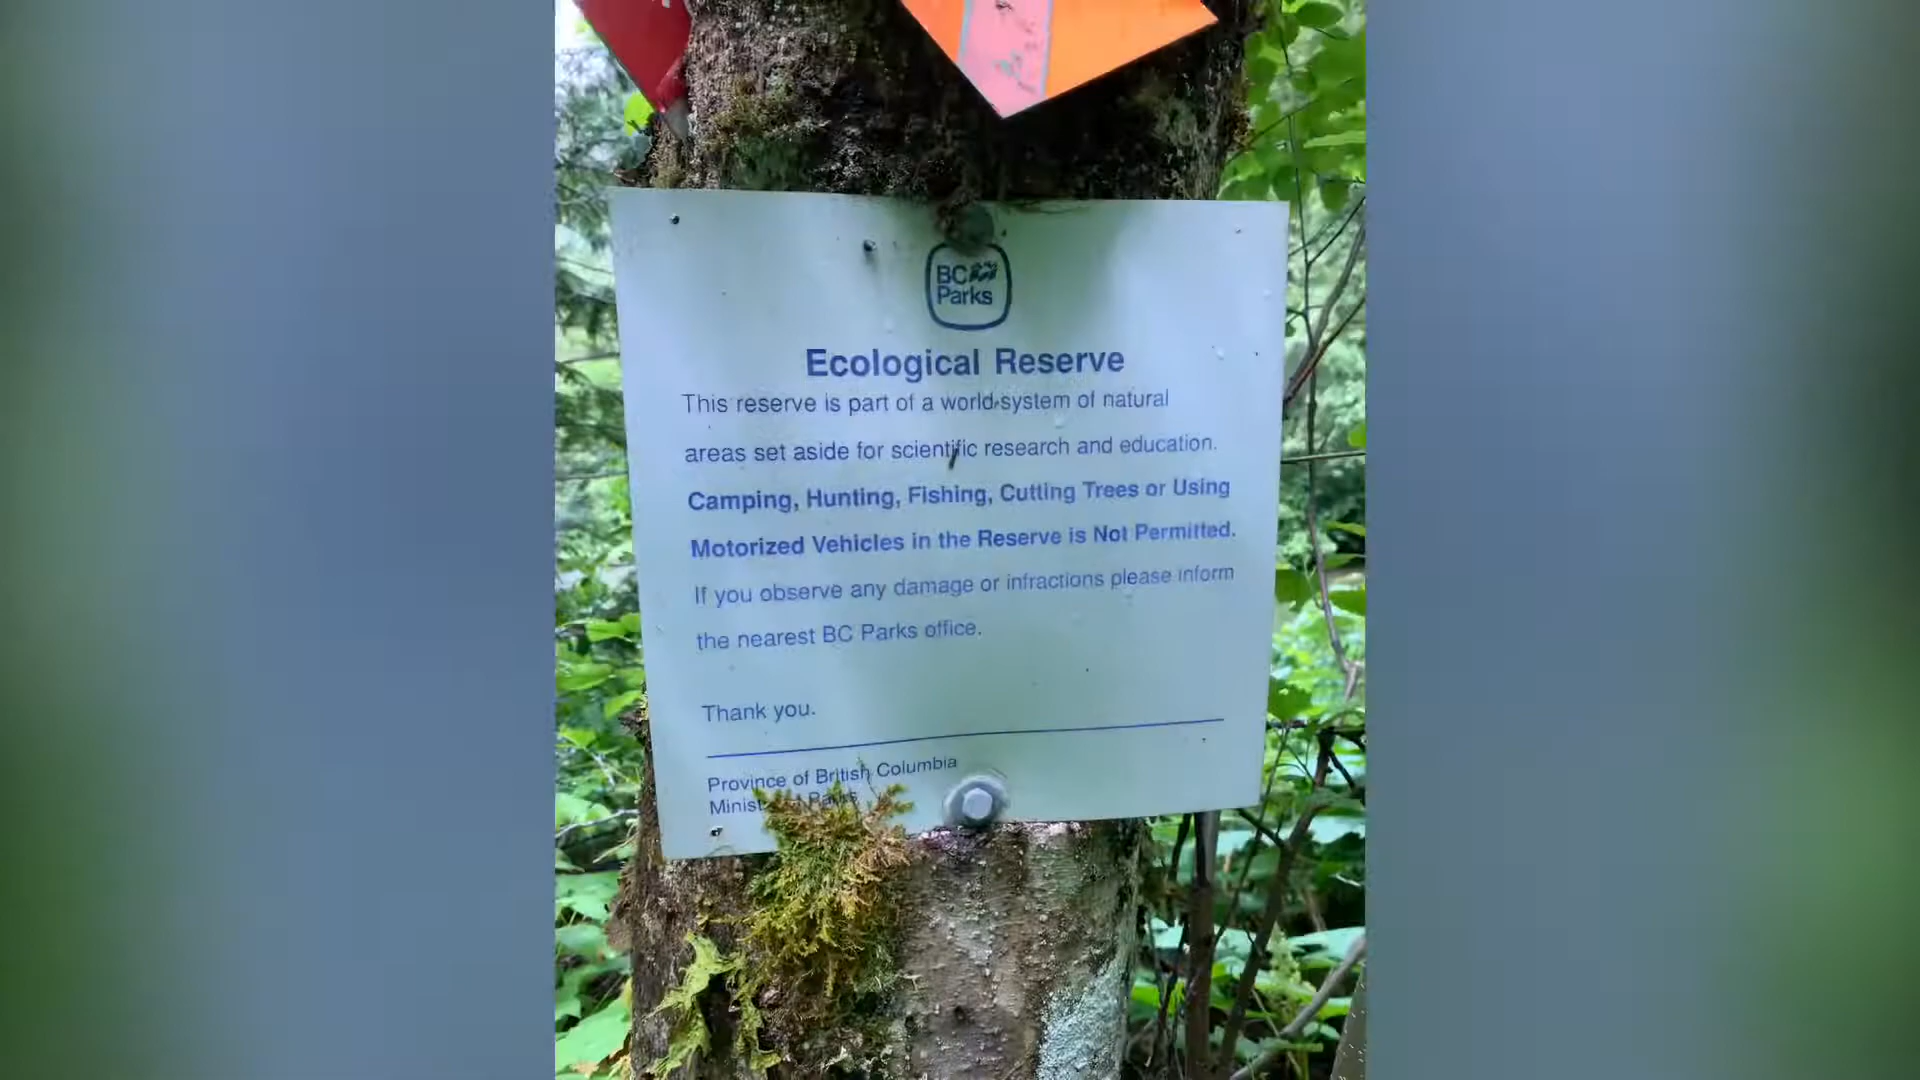 BC
Parks
Ecological Reserve
This reserve is part of a world system of natural
areas set aside for scientific research and education.
Camping, Hunting, Fishing, Cutting Trees or Using
Motorized Vehicles in the Reserve is Not Permitted.
If you observe any damage or infractions please inform
the nearest BC Parks office.
Thank you.
Province of British Columbia
Parks